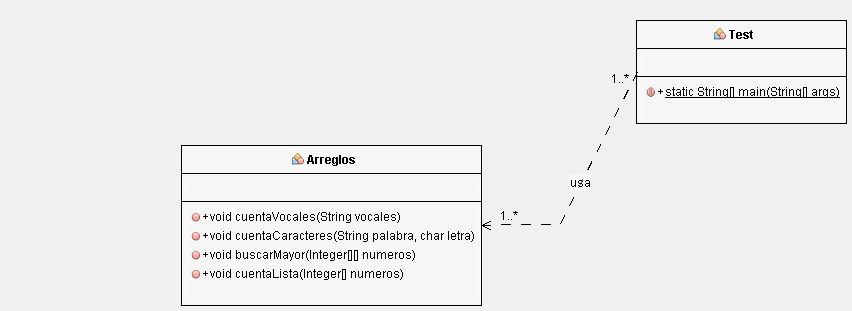 Test
1..*
+static String[] main(String[] args)
Arreglos
usa
1..*
+void cuentaVocales(String vocales)
+void cuentaCaracteres(String palabra, char letra)
+void buscarMayor(Integer[][] numeros)
+void cuentaLista(Integer[] numeros)